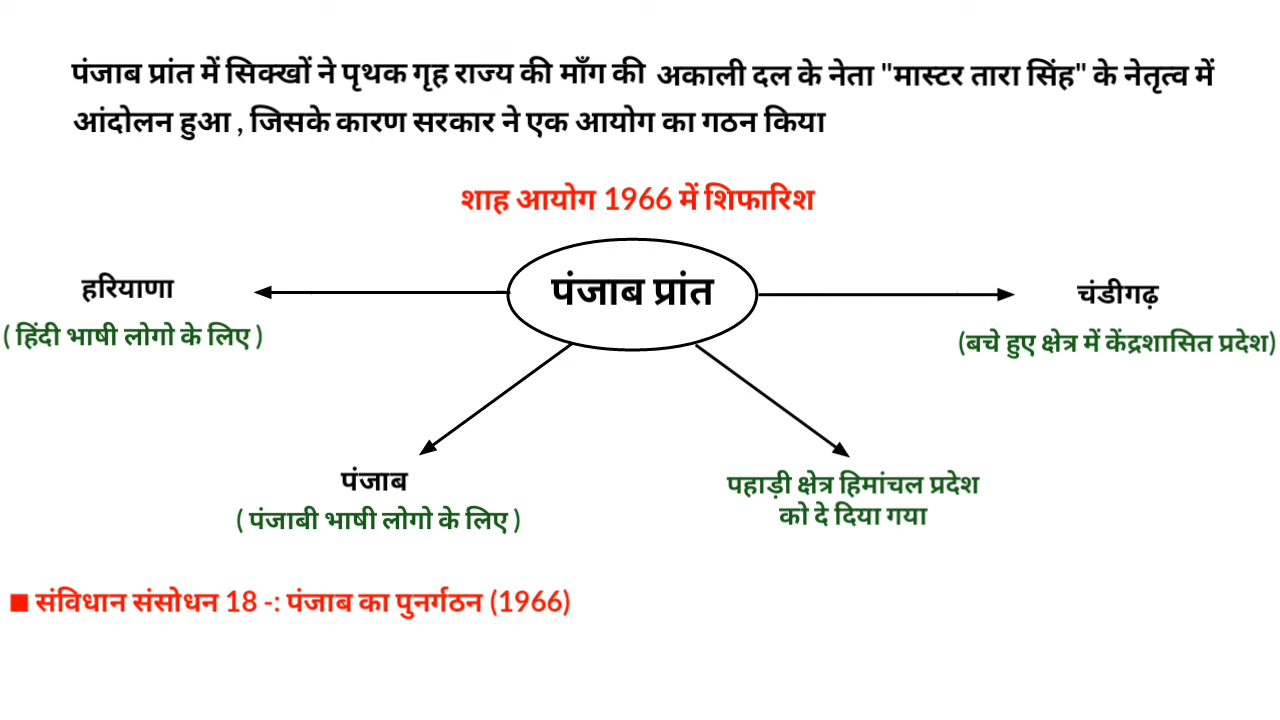 पंजाब प्रांत में सिक्खों ने पृथक गृह राज्य की माँग की अकाली दल के नेता "मास्टर तारा सिंह" के नेतृत्व में
आंदोलन हुआ , जिसके कारण सरकार ने एक आयोग का गठन किया
शाह आयोग 1966 में शिफारिश
पंजाब प्रांत
हरियाणा
( हिंदी भाषी लोगो के लिए )
चंडीगढ़
(बचे हुए क्षेत्र में केंद्रशासित प्रदेश)
पंजाब
( पंजाबी भाषी लोगो के लिए )
पहाड़ी क्षेत्र हिमांचल प्रदेश
को दे दिया गया
■ संविधान संसोधन 18 -: पंजाब का पुनर्गठन (1966)